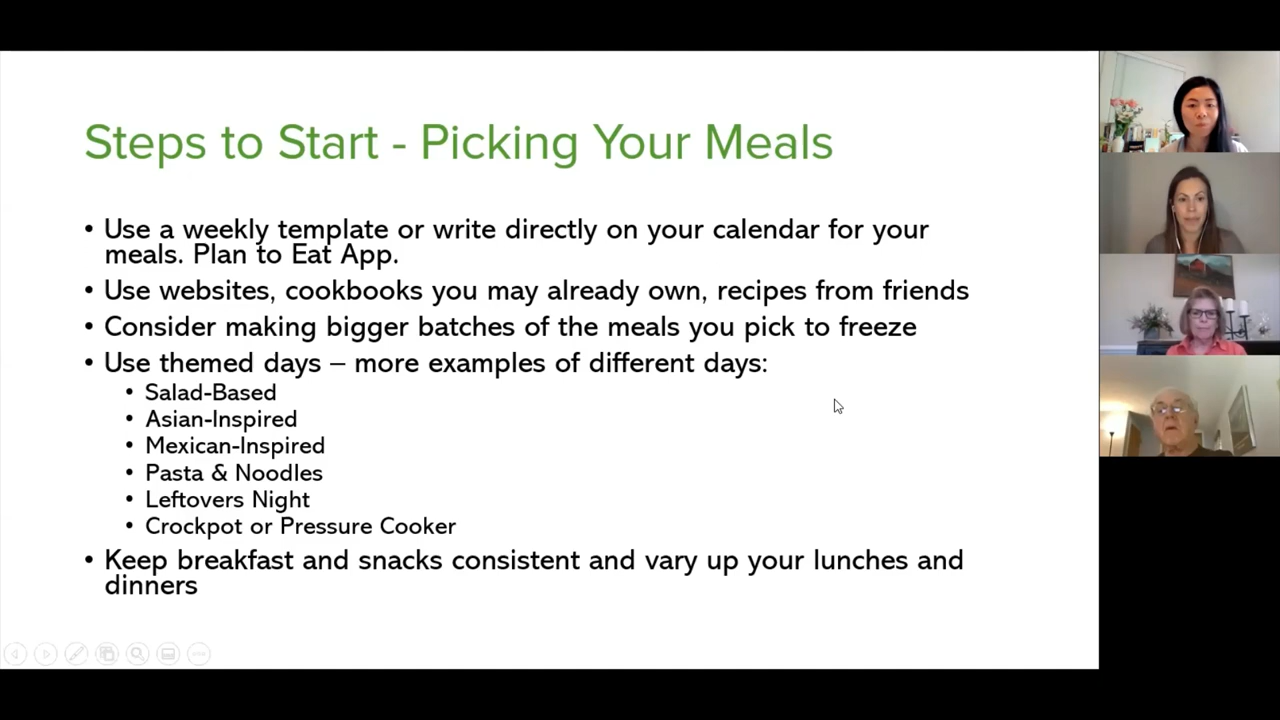 Steps to Start - Picking Your Meals
• Use a weekly template or write directly on your calendar for your
meals. Plan to Eat App.
• Use websites, cookbooks you may already own, recipes from friends
• Consider making bigger batches of the meals you pick to freeze
• Use themed days – more examples of different days:
• Salad-Based
• Asian-Inspired
• Mexican-Inspired
• Pasta & Noodles
• Leftovers Night
• Crockpot or Pressure Cooker
• Keep breakfast and snacks consistent and vary up your lunches and
dinners